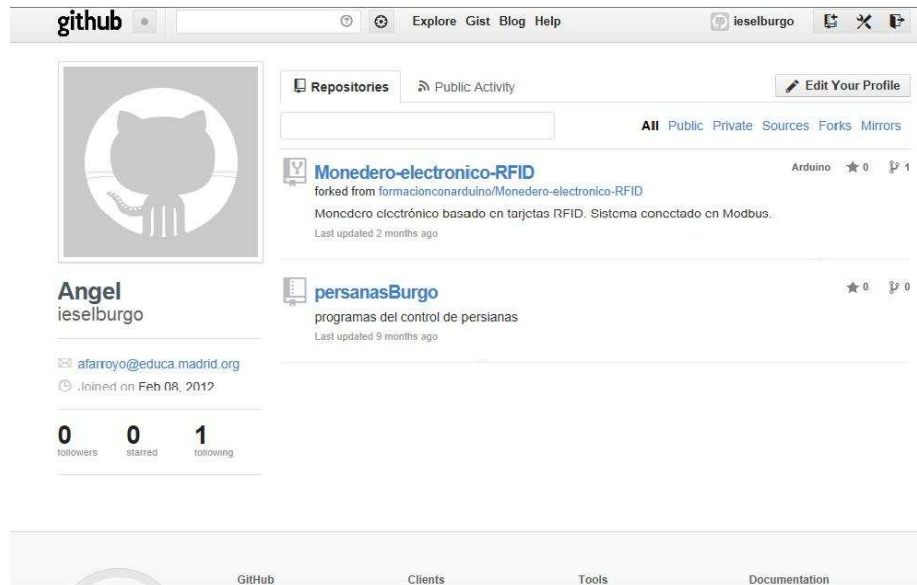 github
Explore Gist Blog Help
ieselburgo
Repositories
Public Activity
Edit Your Profile
All Public Private Sources Forks Mirrors
Monedero-electronico-RFID
Arduino 0 1
forked from formacionconarduino/Monedero-electronico-RFID
Monedero electrónico basado en tarjetas RFID. Sistema conectado en Modbus.
Last updated 2 months ago
persanasBurgo
0 0
programas del control de persianas
Last updated 9 months ago
Angel
ieselburgo
afarroyo@educa.madrid.org
Joined on Feb 08, 2012
0 0 1
followers starred following
GitHub Clients Tools Documentation